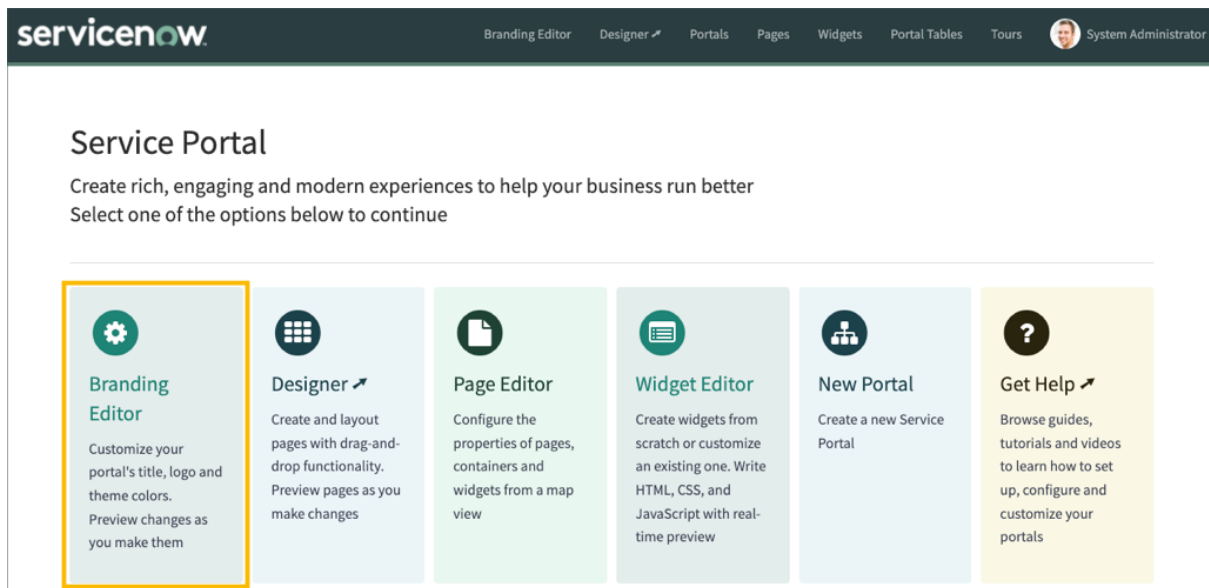 servicenow.
Branding Editor Designer Portals Pages Widgets Portal Tables Tours System Administrator
Service Portal
Create rich, engaging and modern experiences to help your business run better
Select one of the options below to continue
Branding
Editor
Customize your
portal's title, logo and
theme colors.
Preview changes as
you make them
Designer
Create and layout
pages with drag-and-
drop functionality.
Preview pages as you
make changes
Page Editor
Configure the
properties of pages,
containers and
widgets from a map
view
Widget Editor
Create widgets from
scratch or customize
an existing one. Write
HTML, CSS, and
JavaScript with real-
time preview
New Portal
Create a new Service
Portal
?
Get Help
Browse guides,
tutorials and videos
to learn how to set
up, configure and
customize your
portals